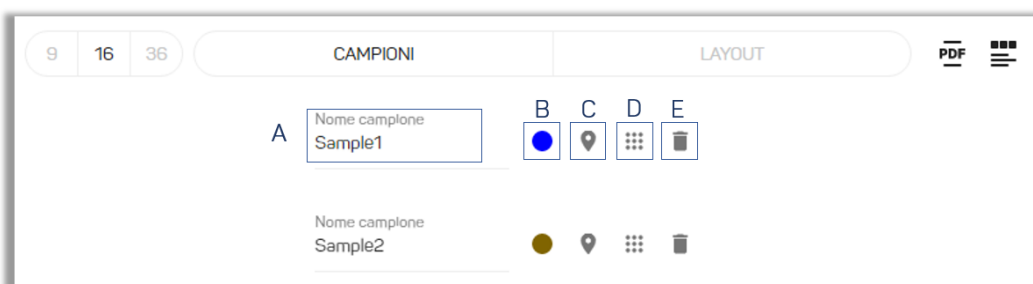 9 16 36 CAMPIONI LAYOUT PDF
B C D E
Nome campione
A Sample1
Nome campione
Sample2